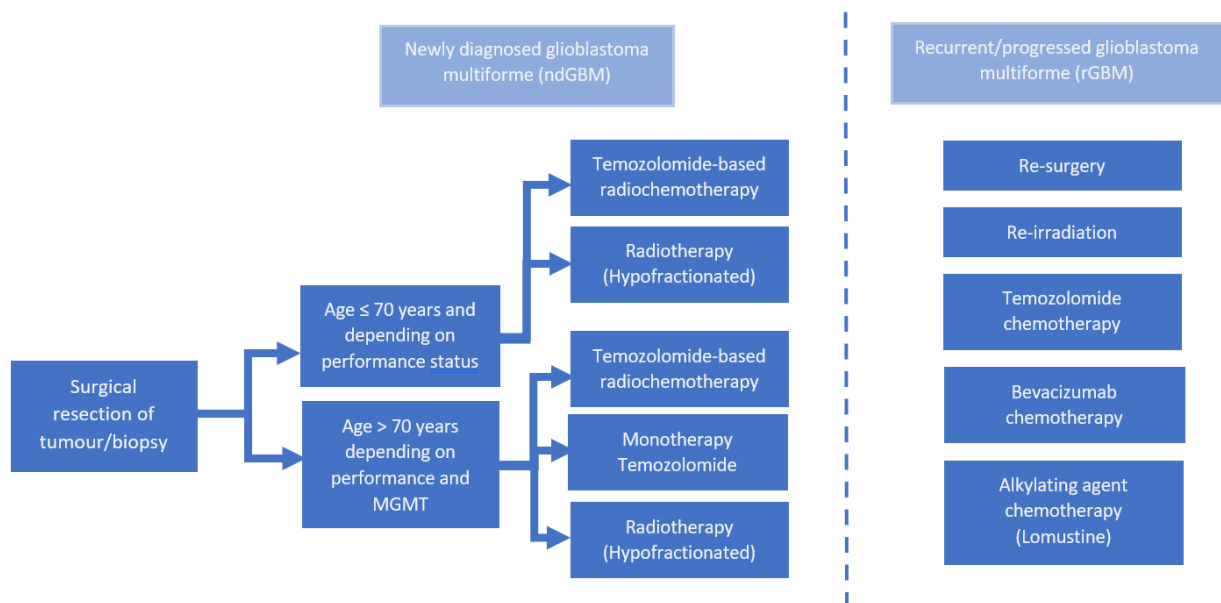 Newly diagnosed glioblastoma
multiforme (ndGBM)
Surgical
resection of
tumour/biopsy
Age ≤ 70 years and
depending on
performance status
Age > 70 years
depending on
performance and
MGMT
Temozolomide-based
radiochemotherapy
Radiotherapy
(Hypofractionated)
Temozolomide-based
radiochemotherapy
Monotherapy
Temozolomide
Radiotherapy
(Hypofractionated)
Recurrent/progressed glioblastoma
multiforme (rGBM)
Re-surgery
Re-irradiation
Temozolomide
chemotherapy
Bevacizumab
chemotherapy
Alkylating agent
chemotherapy
(Lomustine)